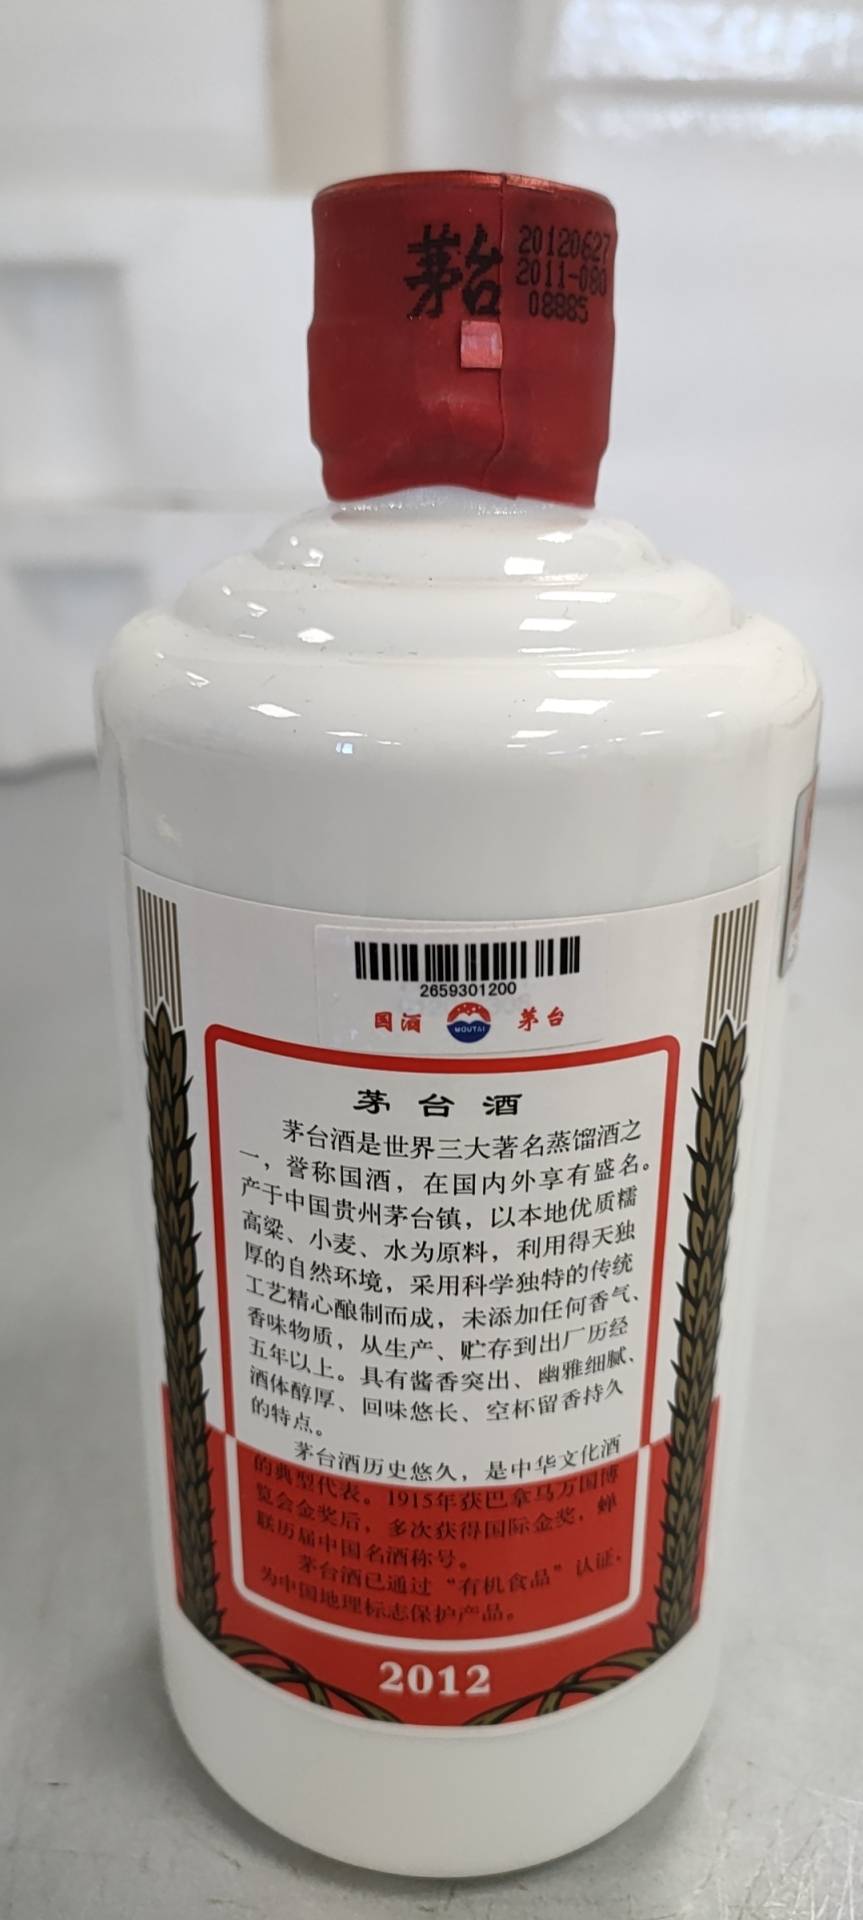 茅台
20120627
2011-080
08885
2659301200
国酒 MOUTAI 茅台
茅台酒
茅台酒是世界三大著名蒸馏酒之
一，誉称国酒，在国内外享有盛名。
产于中国贵州茅台镇，以本地优质糯
高粱、小麦、水为原料，利用得天独
厚的自然环境，采用科学独特的传统
工艺精心酿制而成，未添加任何香气、
香味物质，从生产、贮存到出厂历经
五年以上。具有酱香突出、幽雅细腻、
酒体醇厚、回味悠长、空杯留香持久
的特点。
茅台酒历史悠久，是中华文化酒
的典型代表。1915年获巴拿马万国博
览会金奖后，多次获得国际金奖，蝉
联历届中国名酒称号。
茅台酒已通过“有机食品”认证，
为中国地理标志保护产品。
2012